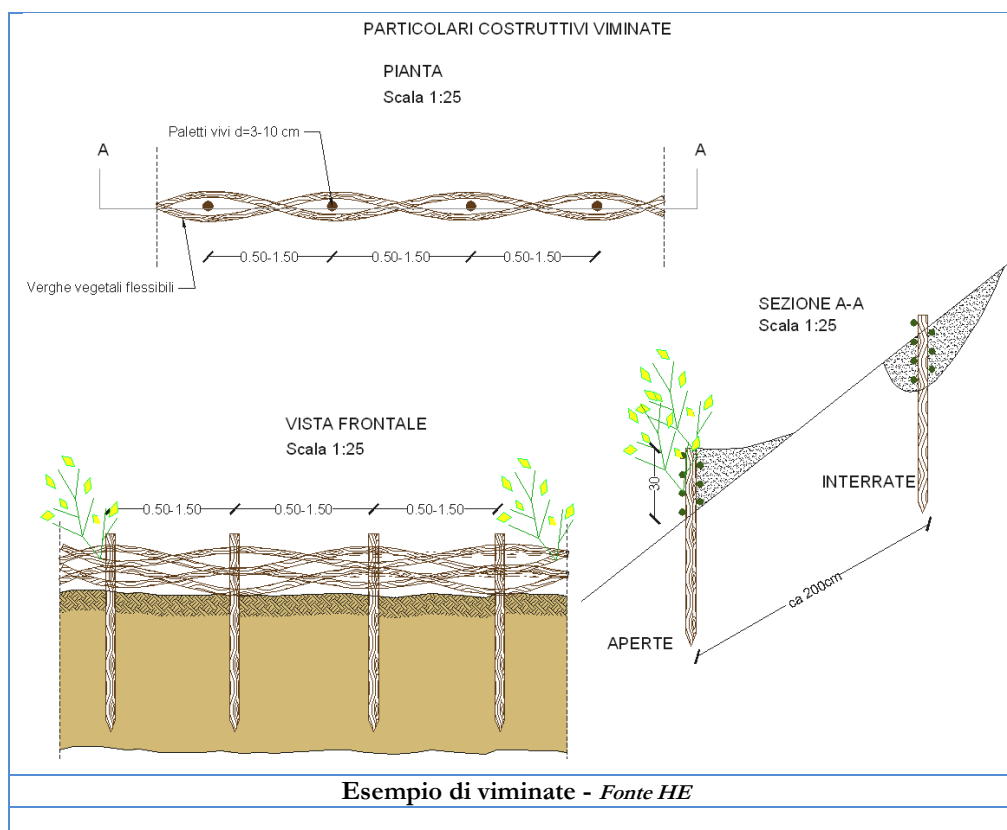 PARTICOLARI COSTRUTTIVI VIMINATE
PIANTA
Scala 1:25
Paletti vivi d=3-10 cm
A
A
0.50-1.50
0.50-1.50
0.50-1.50
Verghe vegetali flessibili
SEZIONE A-A
Scala 1:25
VISTA FRONTALE
Scala 1:25
30
INTERRATE
0.50-1.50
0.50-1.50
0.50-1.50
ca 200cm
APERTE
Esempio di viminate - Fonte HE